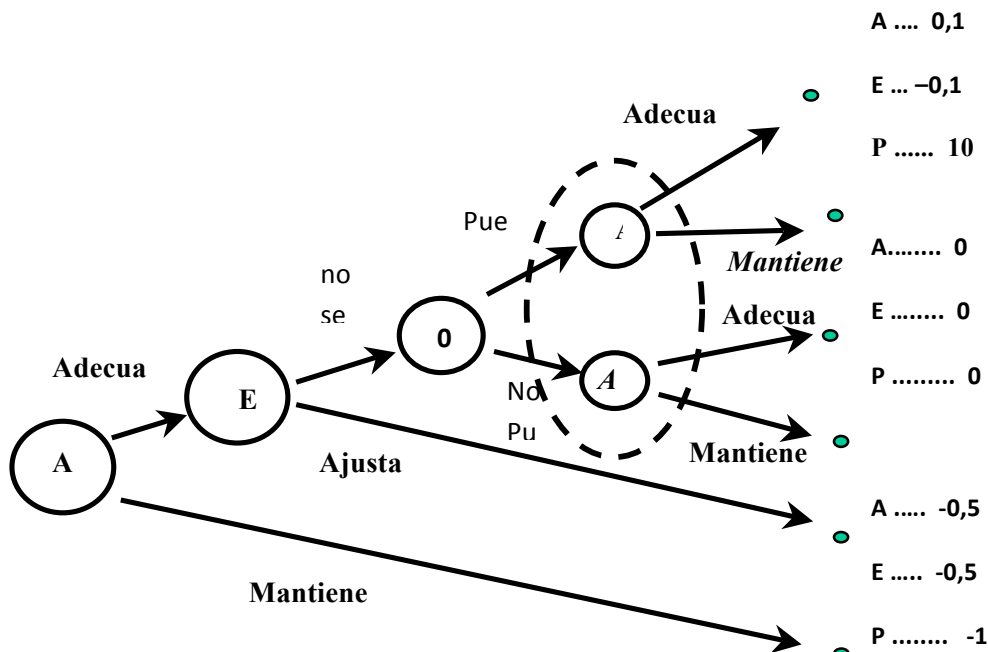 A .... 0,1
E ... –0,1
Adecua
P ...... 10
Pue
no
Mantiene
A........ 0
se
Adecua
E ........ 0
0
Adecua
P ......... 0
A
No
E
Pu
Mantiene
A
Ajusta
A ..... -0,5
E ..... -0,5
Mantiene
P ........ -1